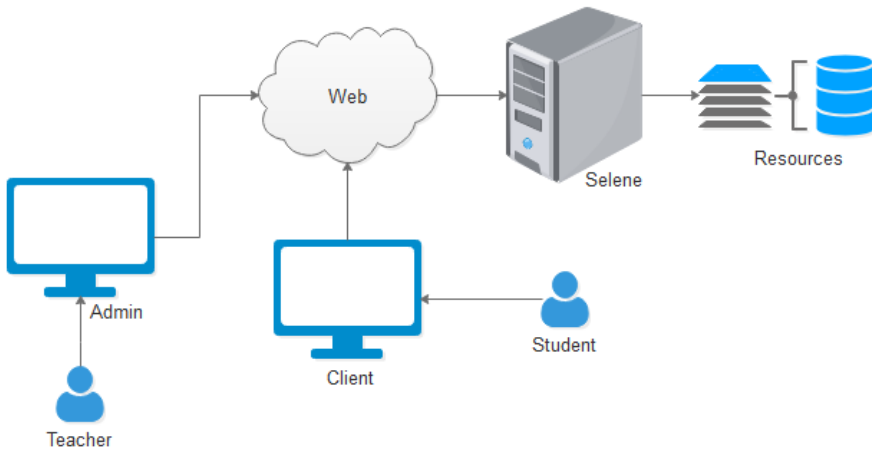 Web
Selene
Resources
Admin
Client
Student
Teacher